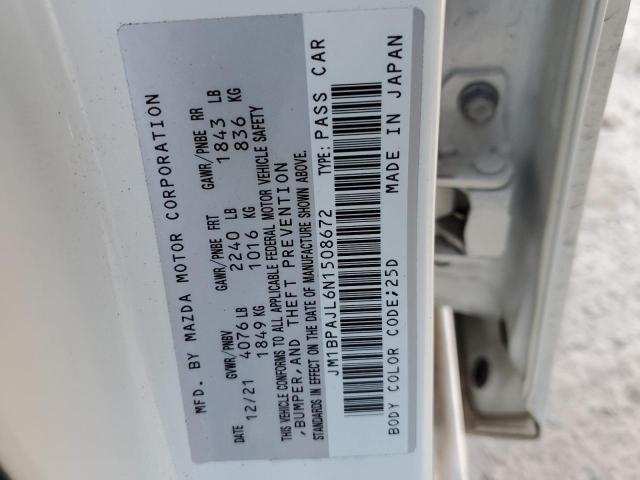 MFD. BY MAZDA MOTOR CORPORATION
DATE GVWR/PNBV GAWR/PNBE FRT GAWR/PNBE RR
12/21 4076 LB 2240 LB 1843 LB
1849 KG 1016 KG 836 KG
THIS VEHICLE CONFORMS TO ALL APPLICABLE FEDERAL MOTOR VEHICLE SAFETY
,BUMPER,AND THEFT PREVENTION
STANDARDS IN EFFECT ON THE DATE OF MANUFACTURE SHOWN ABOVE.
JM1BPAJL6N1508672 TYPE: PASS CAR
BODY COLOR CODE;25D MADE IN JAPAN